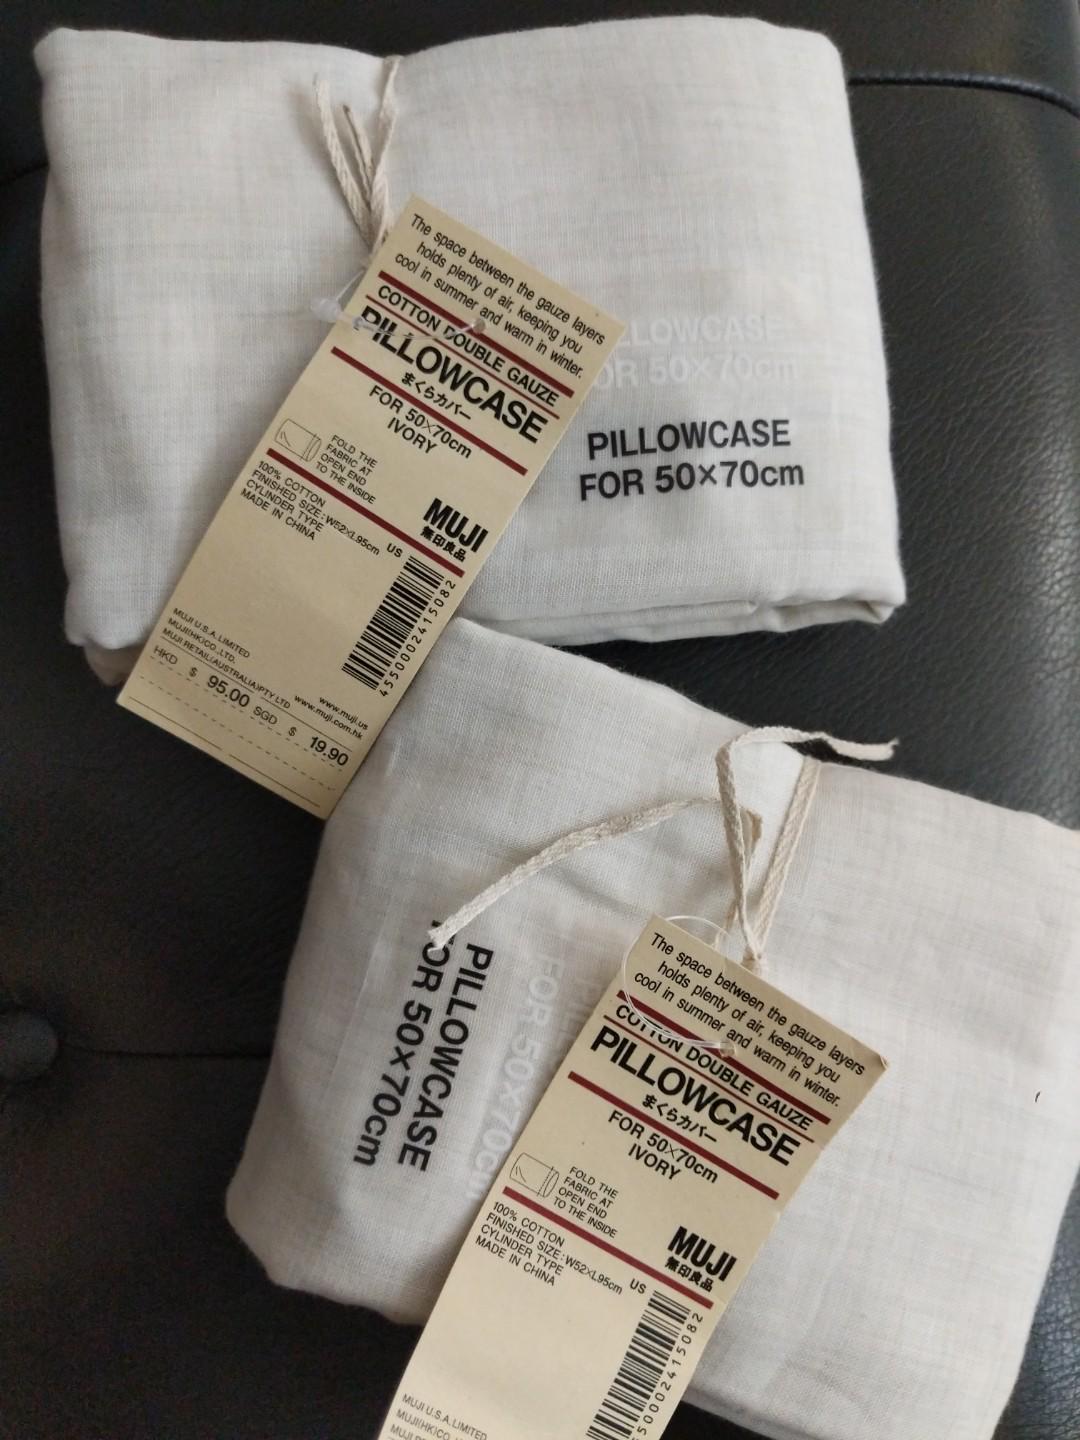 The space between the gauze layers
holds plenty of air, keeping you
cool in summer and warm in winter.
COTTON DOUBLE GAUZE
PILLOWCASE
まくらカバー
FOR 50×70cm
IVORY
FOLD THE
FABRIC AT
OPEN END
TO THE INSIDE
100% COTTON
FINISHED SIZE:W52×L95cm
CYLINDER TYPE
MADE IN CHINA
MUJI
無印良品
US
4550002415082
MUJI U.S.A. LIMITED
MUJI(HK)CO.,LTD.
MUJI RETAIL(AUSTRALIA)PTY LTD
www.muji.us
www.muji.com.hk
HKD $ 95.00 SGD $ 19.90
LLOWCASE
OR 50×70cm
PILLOWCASE
FOR 50×70cm
PILLOWCASE
FOR 50×70cm
FOR 50×70cm
The space between the gauze layers
holds plenty of air, keeping you
cool in summer and warm in winter.
COTTON DOUBLE GAUZE
PILLOWCASE
まくらカバー
FOR 50×70cm
IVORY
FOLD THE
FABRIC AT
OPEN END
TO THE INSIDE
100% COTTON
FINISHED SIZE:W52×L95cm
CYLINDER TYPE
MADE IN CHINA
MUJI
無印良品
US
50002415082
MUJI U.S.A. LIMITED
MUJI(HK)CO.,LTD.